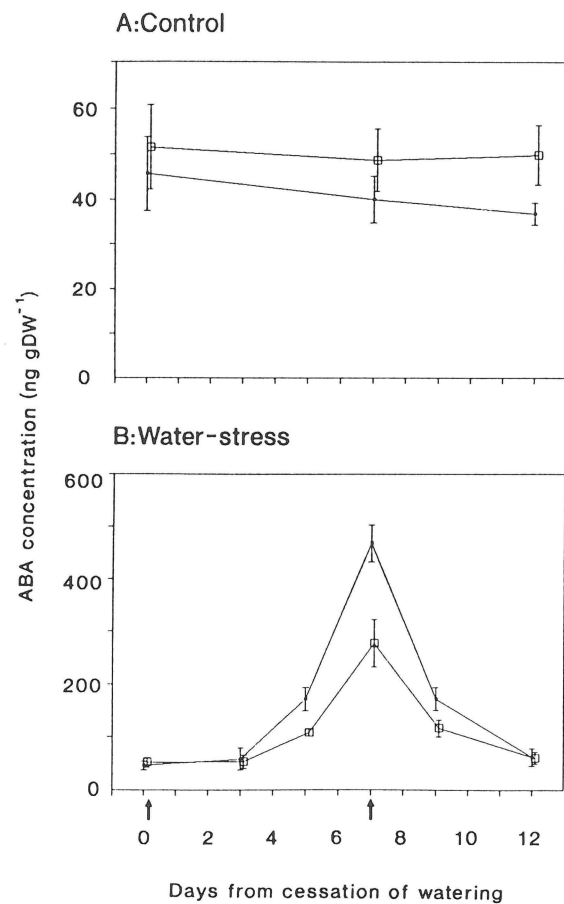 A:Control
60
40
20
0
ABA concentration (ng gDW⁻¹)
B:Water-stress
600
400
200
0
0 2 4 6 8 10 12
Days from cessation of watering